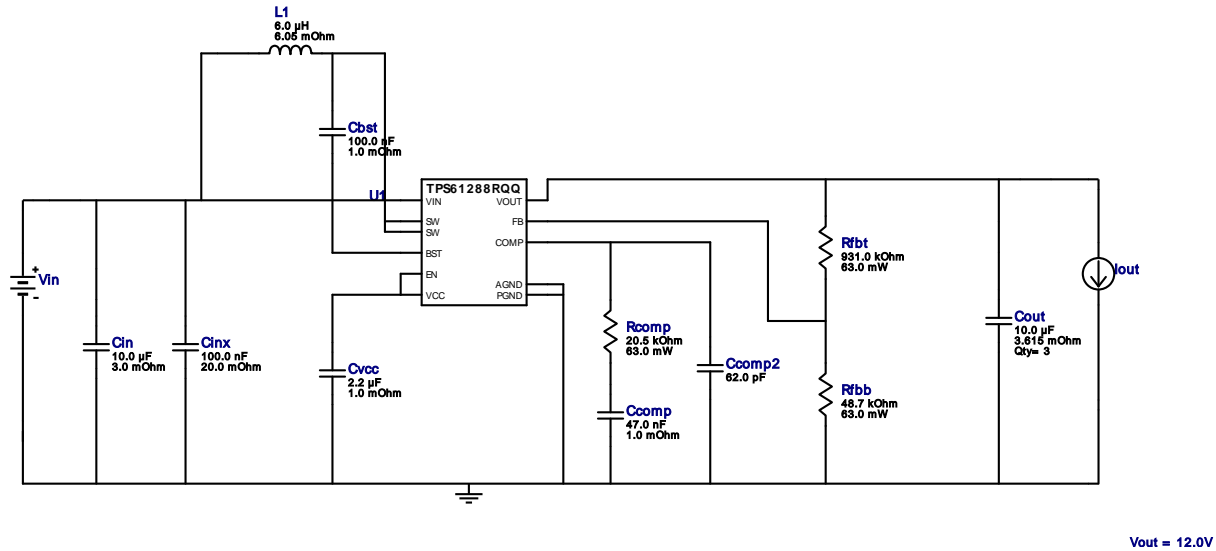 L1
6.0 µH
6.05 mOhm
Cbst
100.0 nF
1.0 mOhm
U1
TPS61288RQQ
VIN
VOUT
SW
FB
SW
COMP
BST
EN
AGND
VCC
PGND
+
Vin
-
Cin
10.0 µF
3.0 mOhm
Cinx
100.0 nF
20.0 mOhm
Cvcc
2.2 µF
1.0 mOhm
Rcomp
20.5 kOhm
63.0 mW
Ccomp
47.0 nF
1.0 mOhm
Ccomp2
62.0 pF
Rfbt
931.0 kOhm
63.0 mW
Rfbb
48.7 kOhm
63.0 mW
Cout
10.0 µF
3.615 mOhm
Qty= 3
Iout
Vout = 12.0V